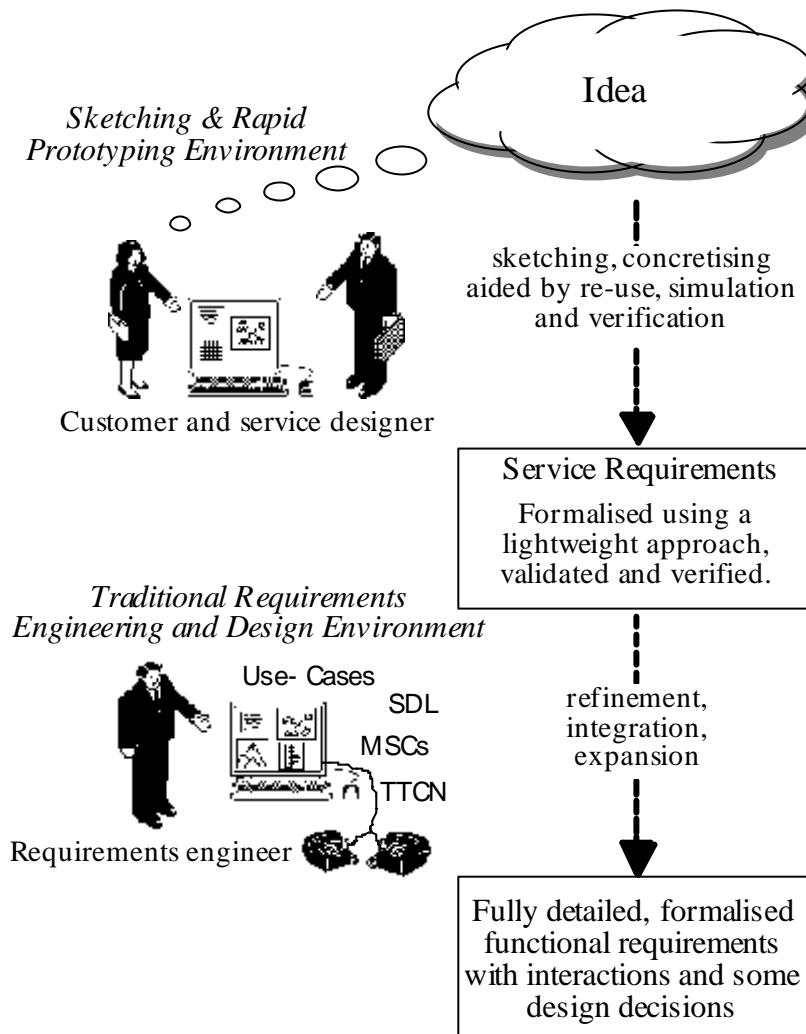 Idea
Sketching & Rapid
Prototyping Environment
sketching, concretising
aided by re-use, simulation
and verification
Customer and service designer
Service Requirements
Formalised using a
lightweight approach,
validated and verified.
Traditional Requirements
Engineering and Design Environment
Use- Cases
SDL
MSCs
TTCN
refinement,
integration,
expansion
Requirements engineer
Fully detailed, formalised
functional requirements
with interactions and some
design decisions